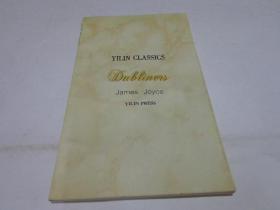 YILIN CLASSICS
Dubliners
James Joyce
YILIN PRESS